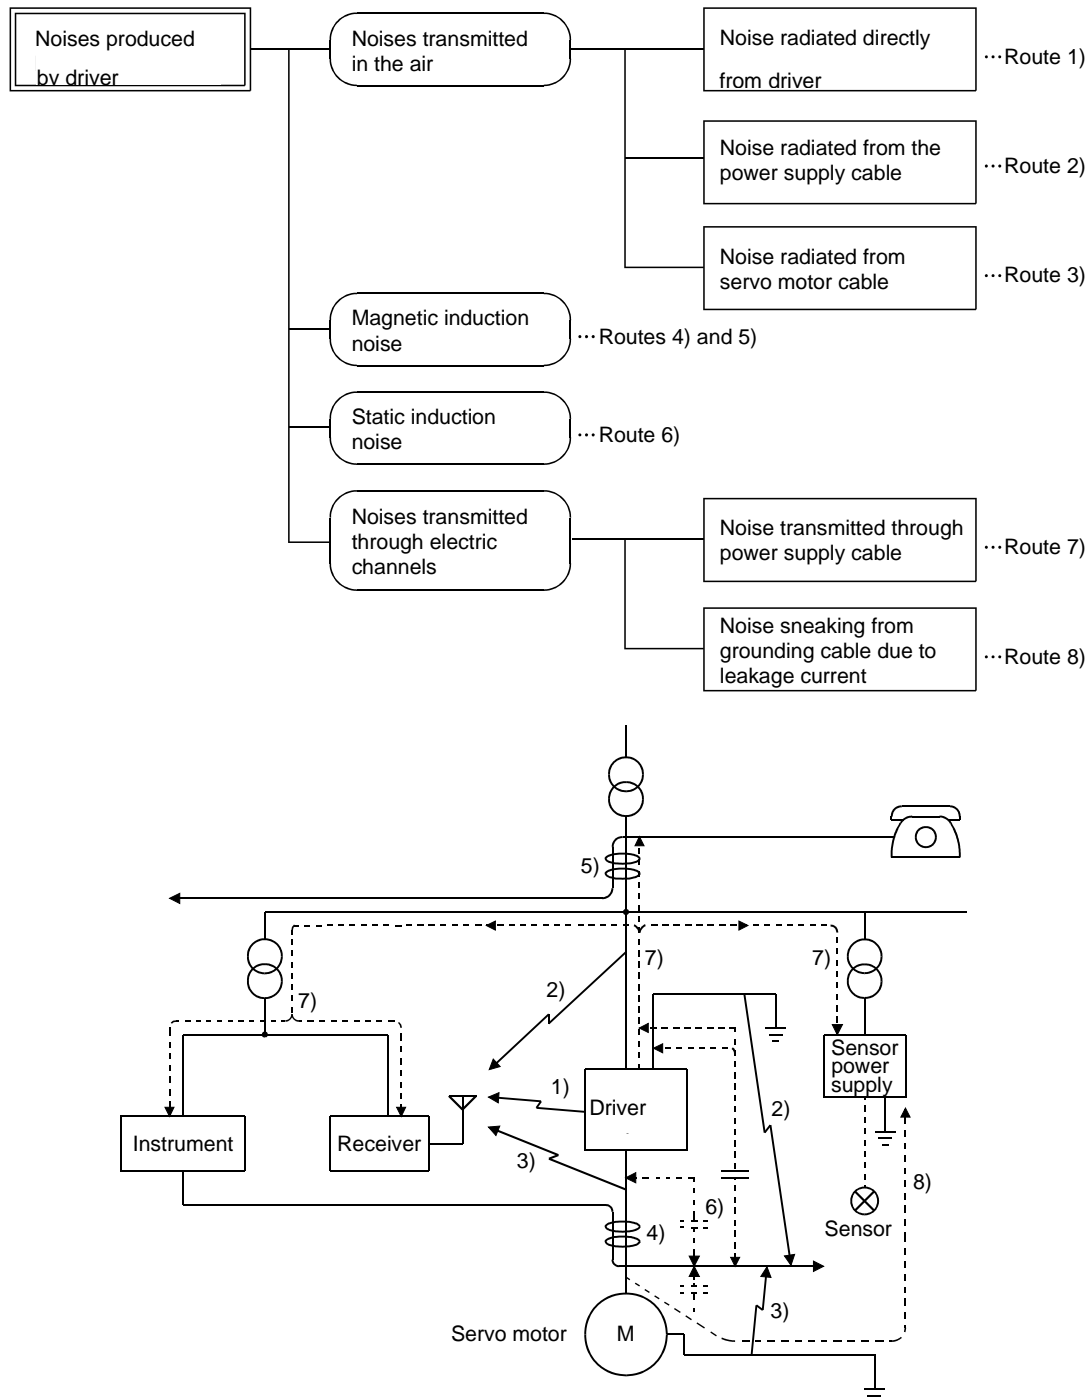 Noises produced
by driver
Noises transmitted
in the air
Noise radiated directly
from driver
…Route 1)
Noise radiated from the
power supply cable
…Route 2)
Noise radiated from
servo motor cable
…Route 3)
Magnetic induction
noise
…Routes 4) and 5)
Static induction
noise
…Route 6)
Noises transmitted
through electric
channels
Noise transmitted through
power supply cable
…Route 7)
Noise sneaking from
grounding cable due to
leakage current
…Route 8)
5)
7)
7)
2)
7)
Sensor
power
supply
1)
Driver
2)
Instrument
Receiver
3)
8)
6)
Sensor
4)
3)
Servo motor
M